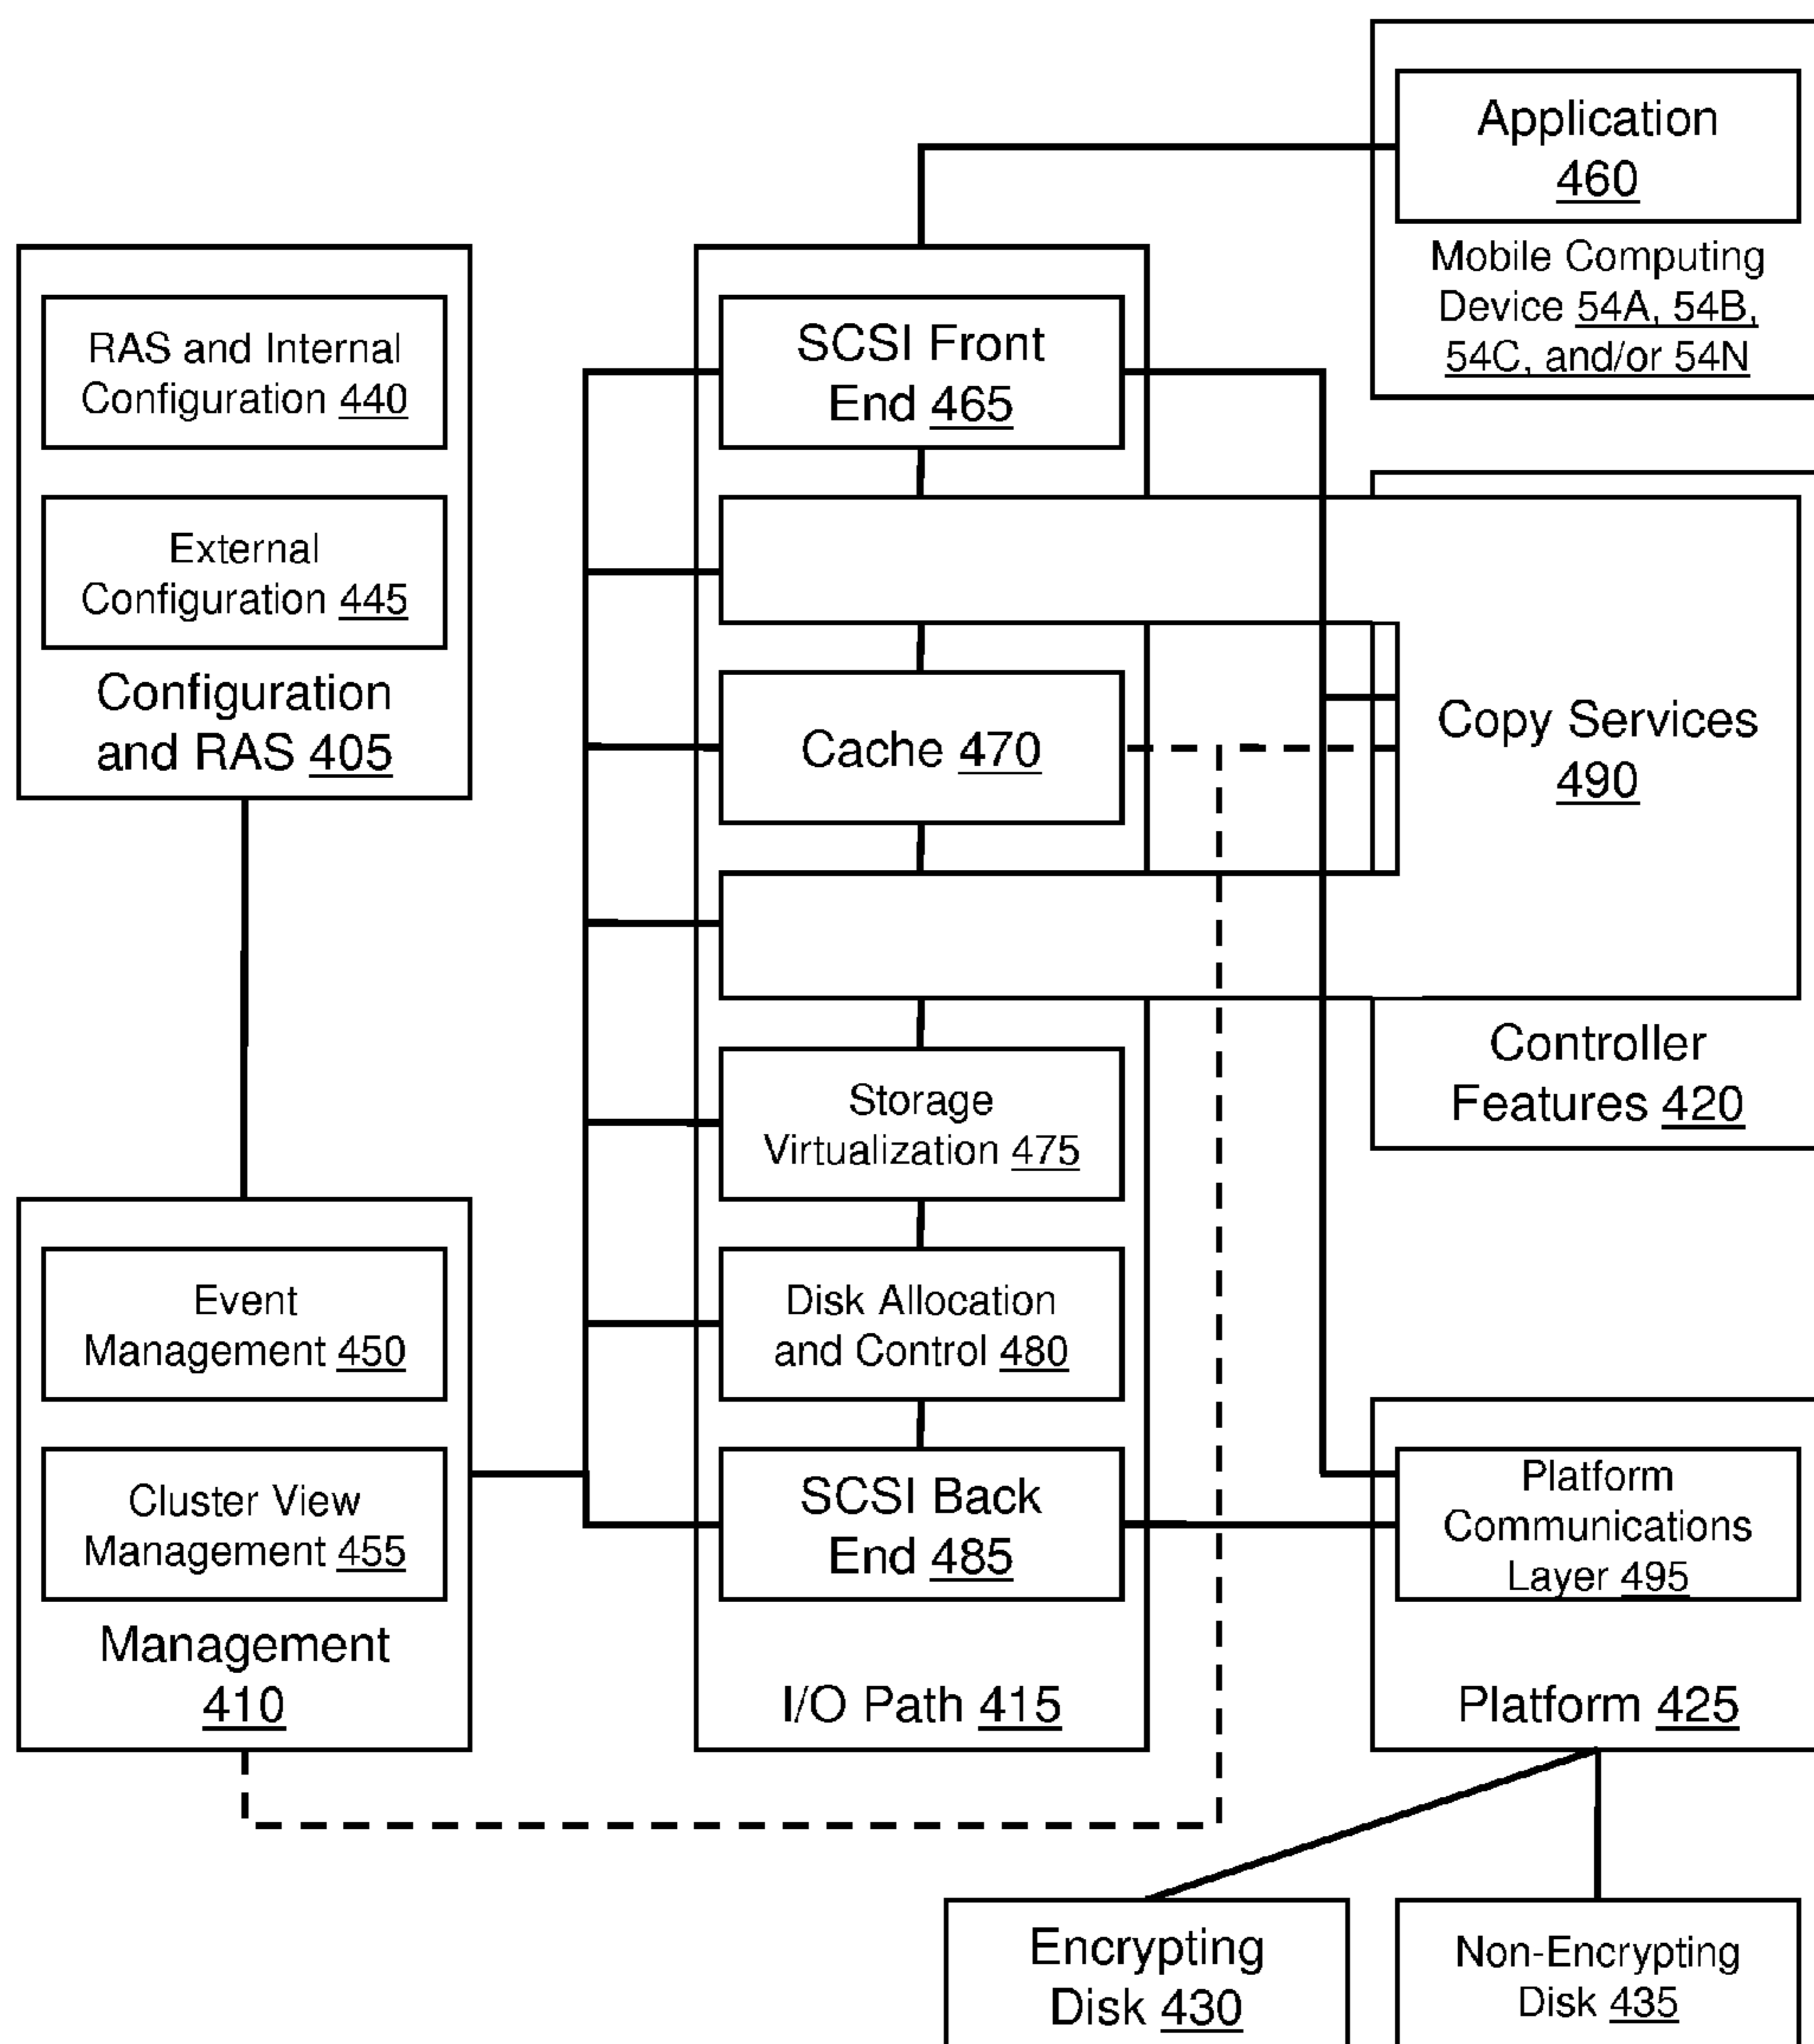 Application
460
Mobile Computing
Device 54A, 54B,
54C, and/or 54N
RAS and Internal
Configuration 440
External
Configuration 445
Configuration
and RAS 405
SCSI Front
End 465
Cache 470
Copy Services
490
Controller
Features 420
Storage
Virtualization 475
Disk Allocation
and Control 480
SCSI Back
End 485
I/O Path 415
Event
Management 450
Cluster View
Management 455
Management
410
Platform
Communications
Layer 495
Platform 425
Encrypting
Disk 430
Non-Encrypting
Disk 435